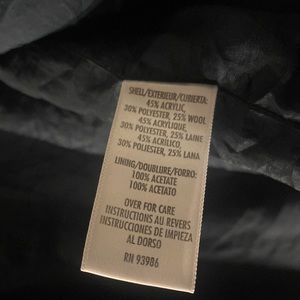 SHELL/EXTERIEUR/CUBIERTA:
45% ACRYLIC,
30% POLYESTER, 25% WOOL
45% ACRYLIQUE,
30% POLYESTER, 25% LAINE
45% ACRÍLICO,
30% POLIESTER, 25% LANA
LINING/DOUBLURE/FORRO:
100% ACETATE
100% ACETATO
OVER FOR CARE
INSTRUCTIONS AU REVERS
INSTRUCCIONES DE IMPIEZA
AL DORSO
RN 93986